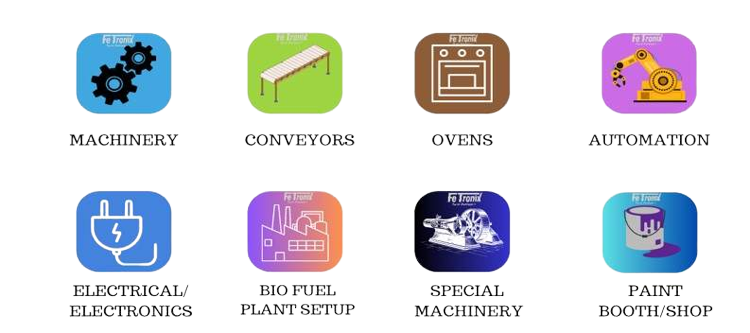 Fe Tronix
Fe Tronix
Fe Tronix
Fe Tronix
MACHINERY
CONVEYORS
OVENS
AUTOMATION
Fe Tronix
Fe Tronix
Fe Tronix
ELECTRICAL/
ELECTRONICS
BIO FUEL
PLANT SETUP
SPECIAL
MACHINERY
PAINT
BOOTH/SHOP